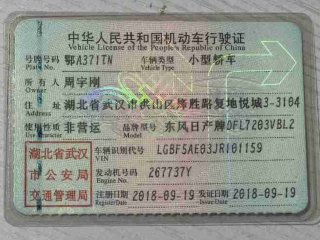 中华人民共和国机动车行驶证
Vehicle License of the People's Republic of China
号牌号码 鄂A371TN 车辆类型 小型轿车
Plate No. Vehicle Type
所有人 周宇刚
Owner
住址 湖北省武汉市洪山区雄胜路复地悦城3-3104
Address
使用性质 非营运 品牌型号 东风日产牌DFL7203VBL2
Use Character Model
湖北省武汉市公安局交通管理局
车辆识别代号 LGBF5AE03JR101159
VIN
发动机号码 267737Y
Engine No.
注册日期 2018-09-19 发证日期 2018-09-19
Register Date Issue Date